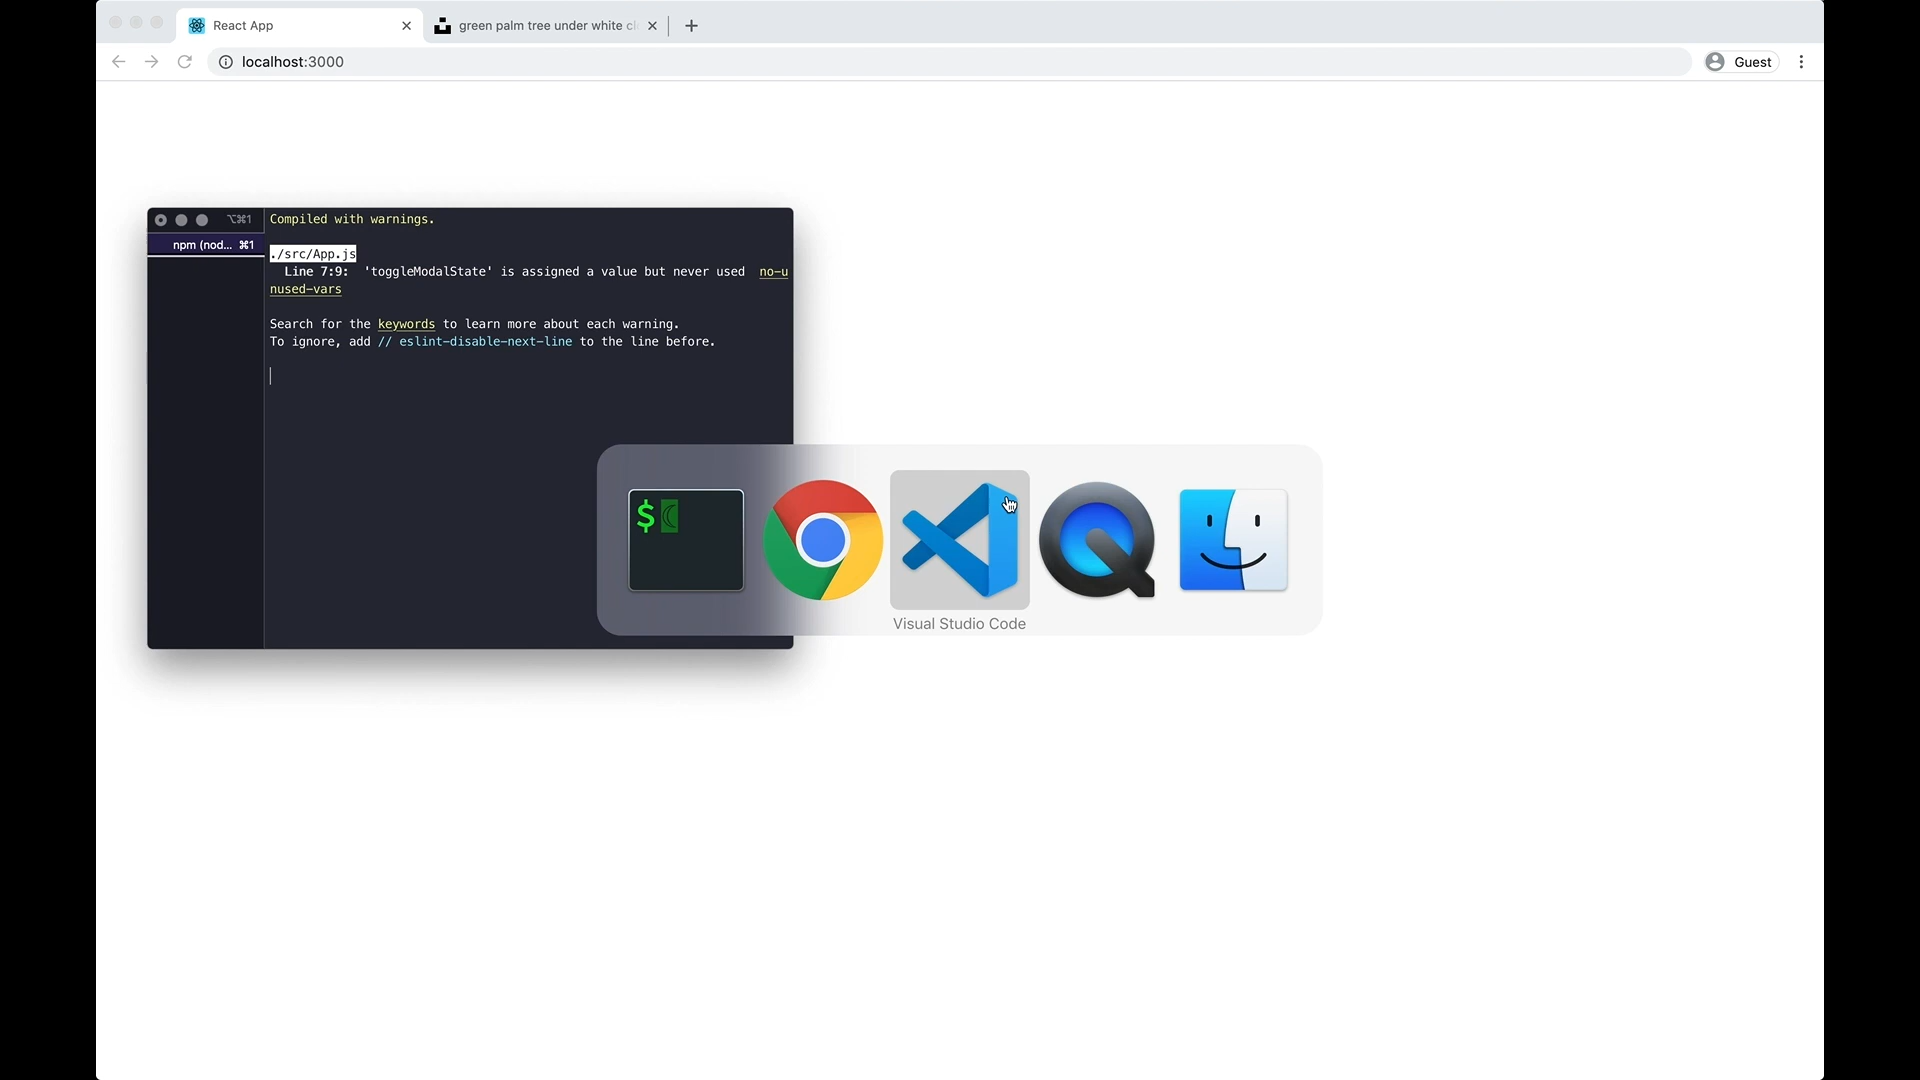 React App
green palm tree under white cl
localhost:3000
Guest
⌥⌘1
npm (nod... ⌘1
Compiled with warnings.
./src/App.js
Line 7:9: 'toggleModalState' is assigned a value but never used no-u
nused-vars
Search for the keywords to learn more about each warning.
To ignore, add // eslint-disable-next-line to the line before.
$
Visual Studio Code